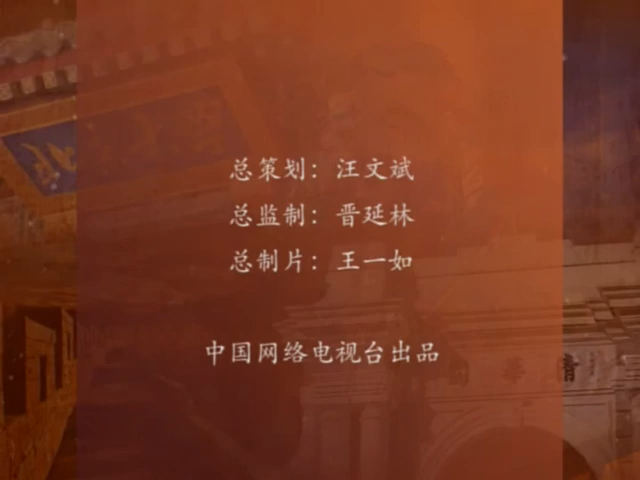 总策划：汪文斌
总监制：晋延林
总制片：王一如
中国网络电视台出品